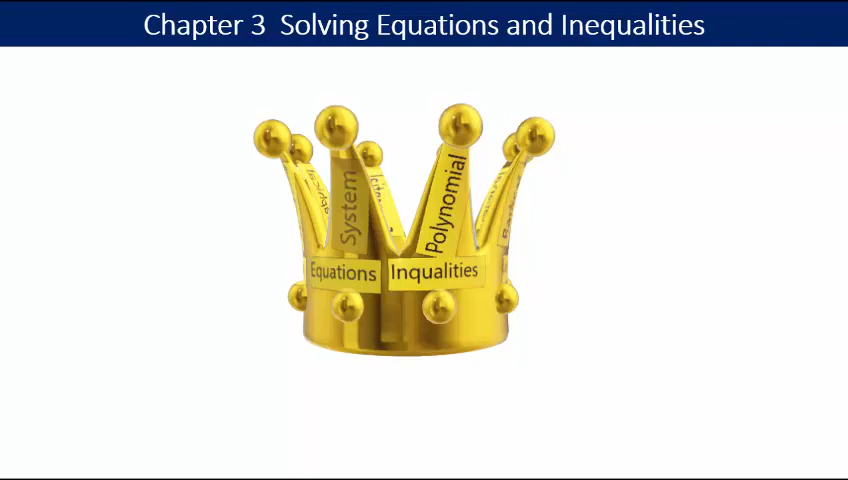 Chapter 3  Solving Equations and Inequalities
System
Polynomial
Equations
Inqualities